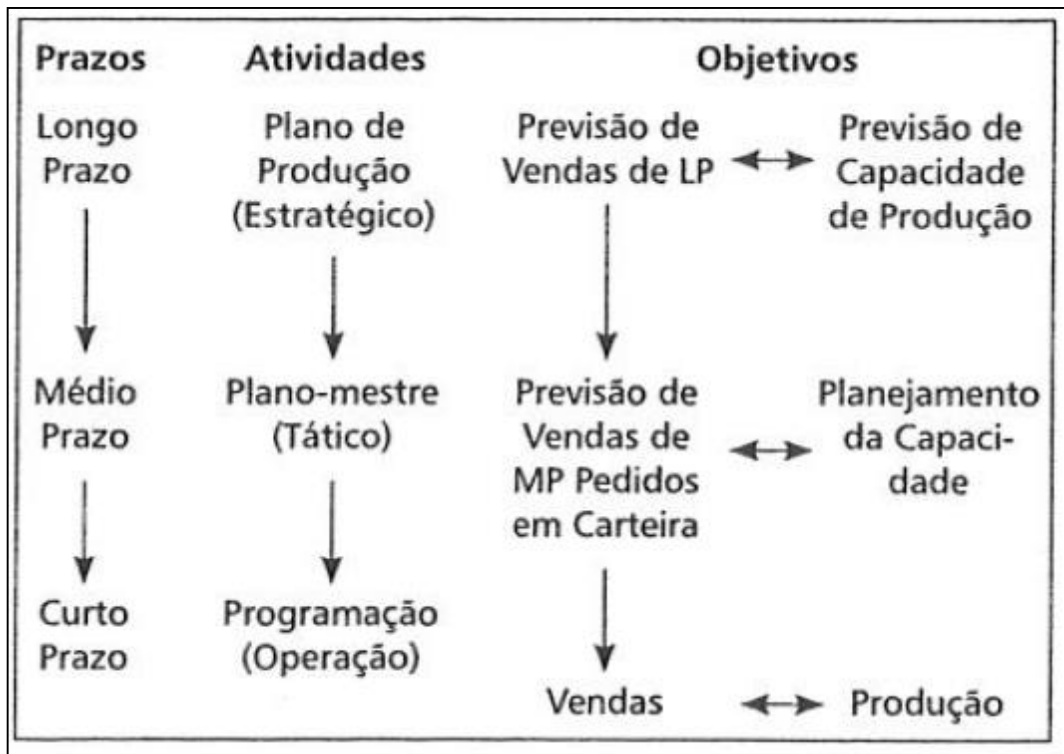 Prazos Atividades Objetivos
Longo
Prazo
Plano de
Produção
(Estratégico)
Previsão de
Vendas de LP
Previsão de
Capacidade
de Produção
Médio
Prazo
Plano-mestre
(Tático)
Previsão de
Vendas de
MP Pedidos
em Carteira
Planejamento
da Capaci-
dade
Curto
Prazo
Programação
(Operação)
Vendas
Produção